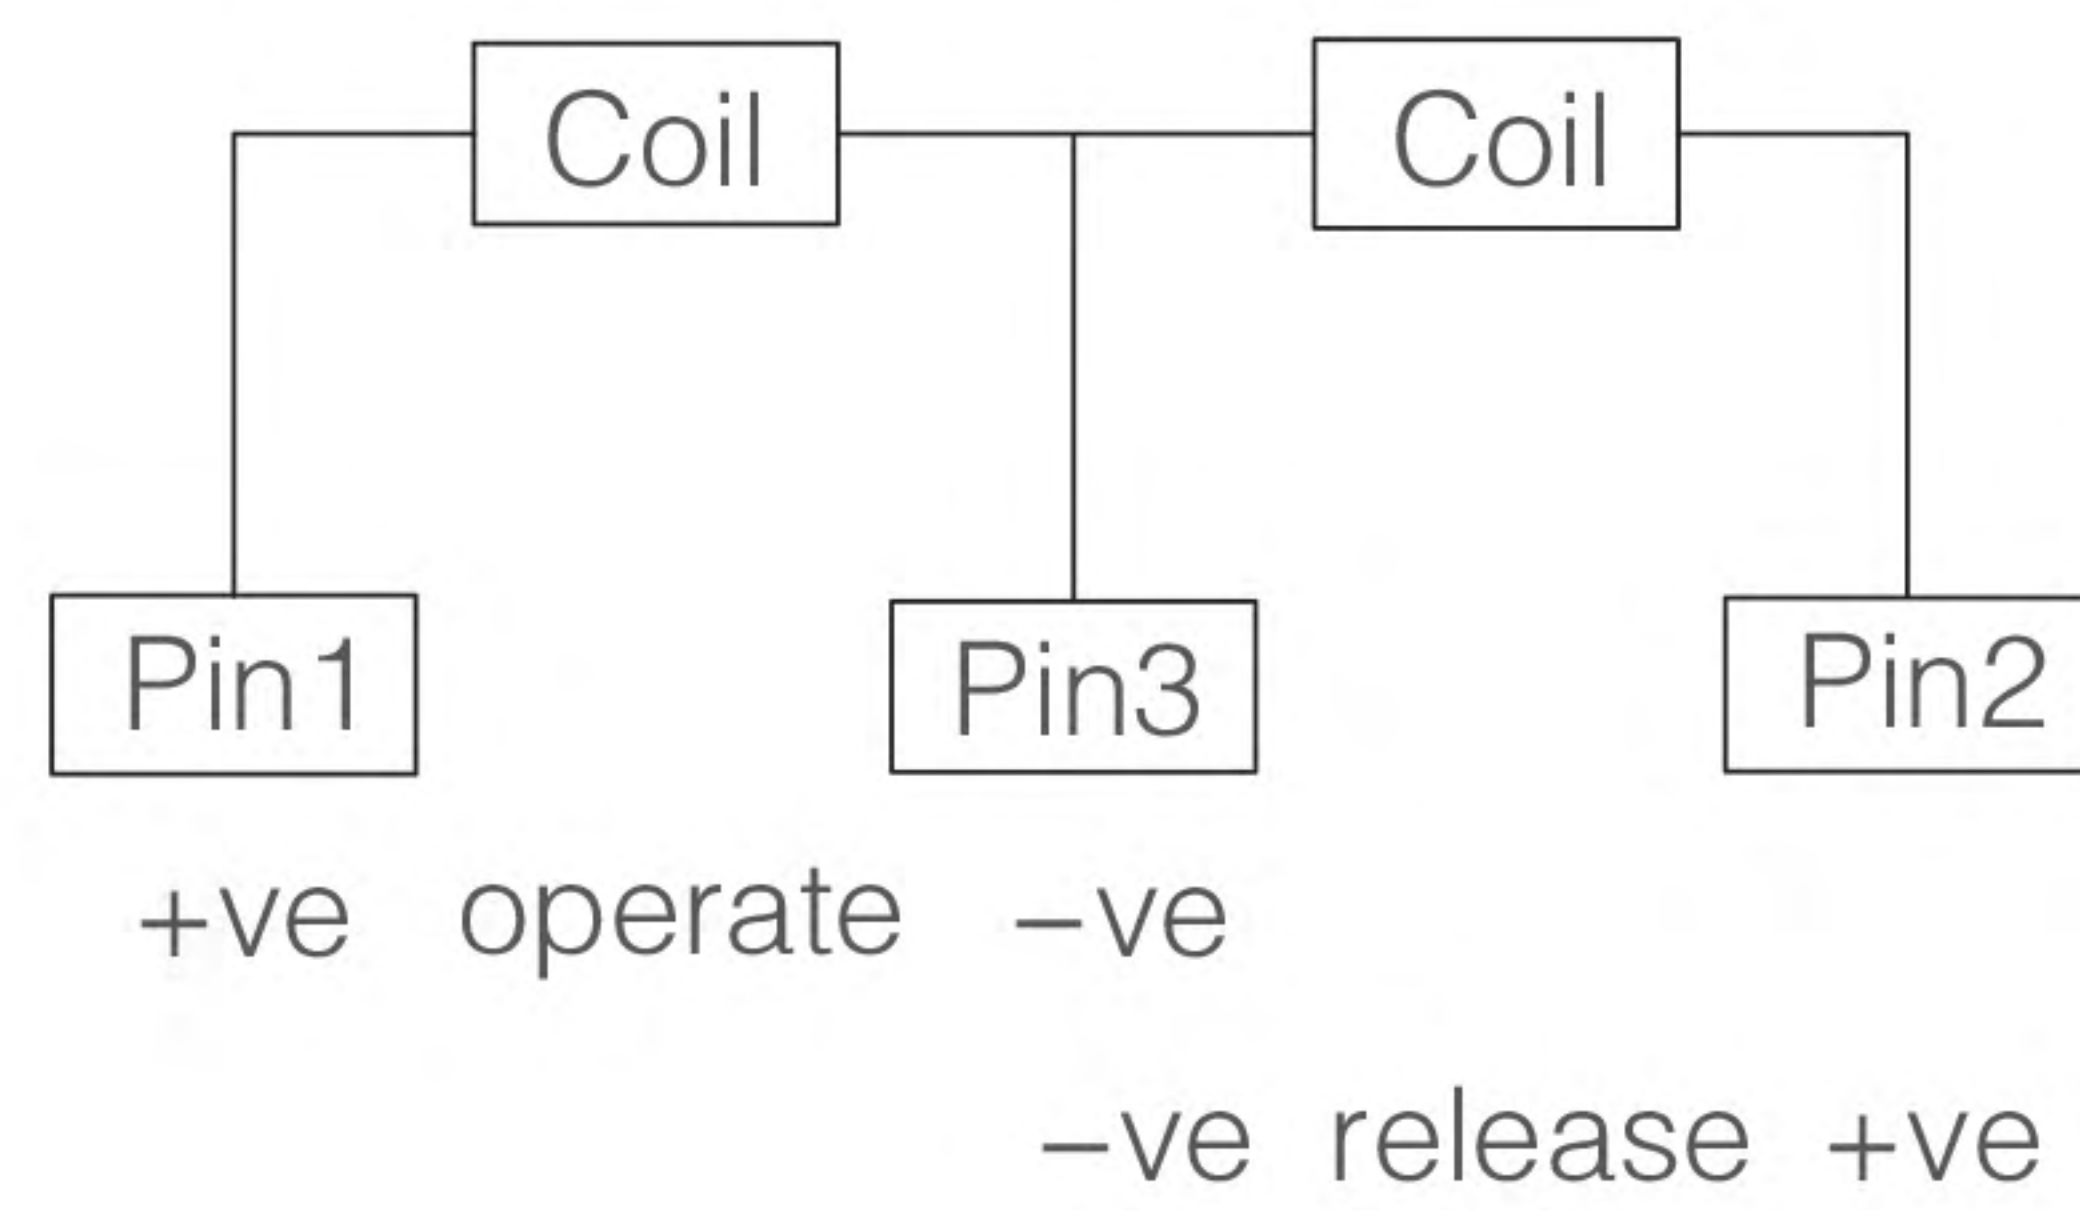 Coil Coil
Pin1 Pin3 Pin2
+ve operate –ve
–ve release +ve